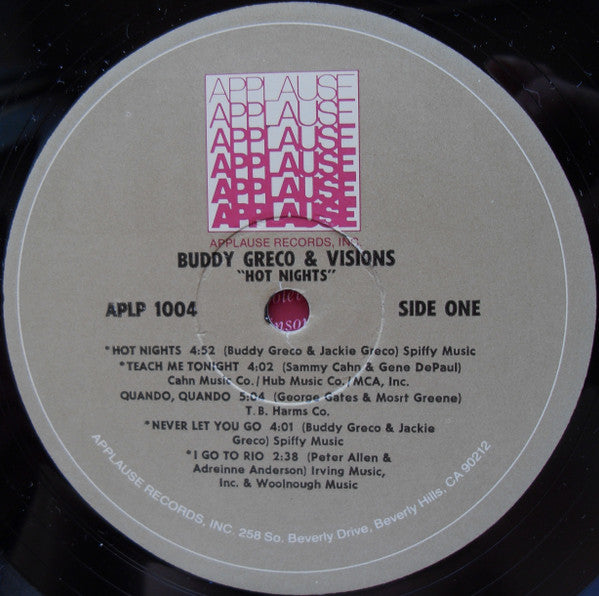 APPLAUSE
APPLAUSE
APPLAUSE
APPLAUSE
APPLAUSE
APPLAUSE
APPLAUSE RECORDS, INC.
BUDDY GRECO & VISIONS
"HOT NIGHTS"
APLP 1004
SIDE ONE
*HOT NIGHTS 4:52 (Buddy Greco & Jackie Greco) Spiffy Music
*TEACH ME TONIGHT 4:02 (Sammy Cahn & Gene DePaul)
Cahn Music Co./Hub Music Co./MCA, Inc.
QUANDO, QUANDO 5:04 (George Gates & Mosrt Greene)
T.B. Harms Co.
*NEVER LET YOU GO 4:01 (Buddy Greco & Jackie
Greco) Spiffy Music
*I GO TO RIO 2:38 (Peter Allen &
Adreinne Anderson) Irving Music,
Inc. & Woolnough Music
APPLAUSE RECORDS, INC. 258 So. Beverly Drive, Beverly Hills, CA 90212